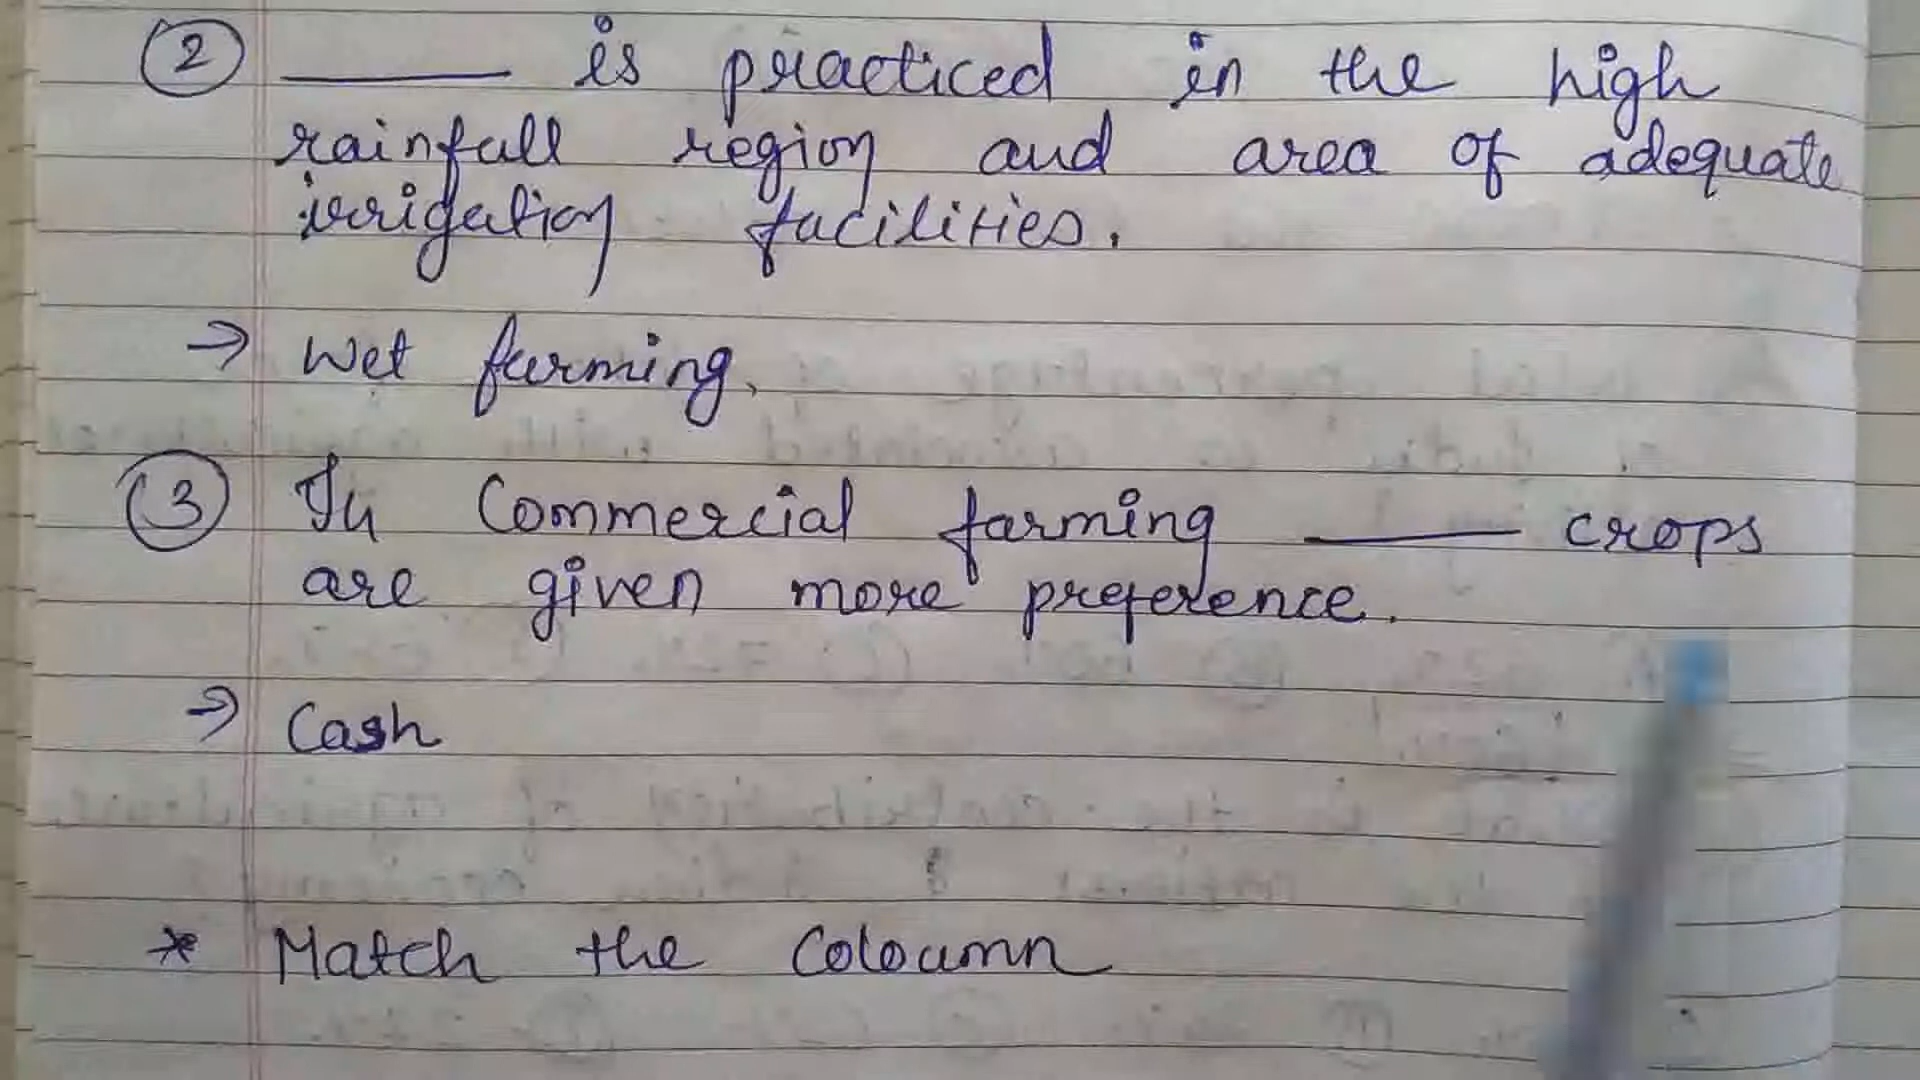 2 ______ is practiced in the high
rainfall region and area of adequate
irrigation facilities.
→ Wet farming.
3 In Commercial farming ______ crops
are given more preference.
→ Cash
* Match the Coloumn